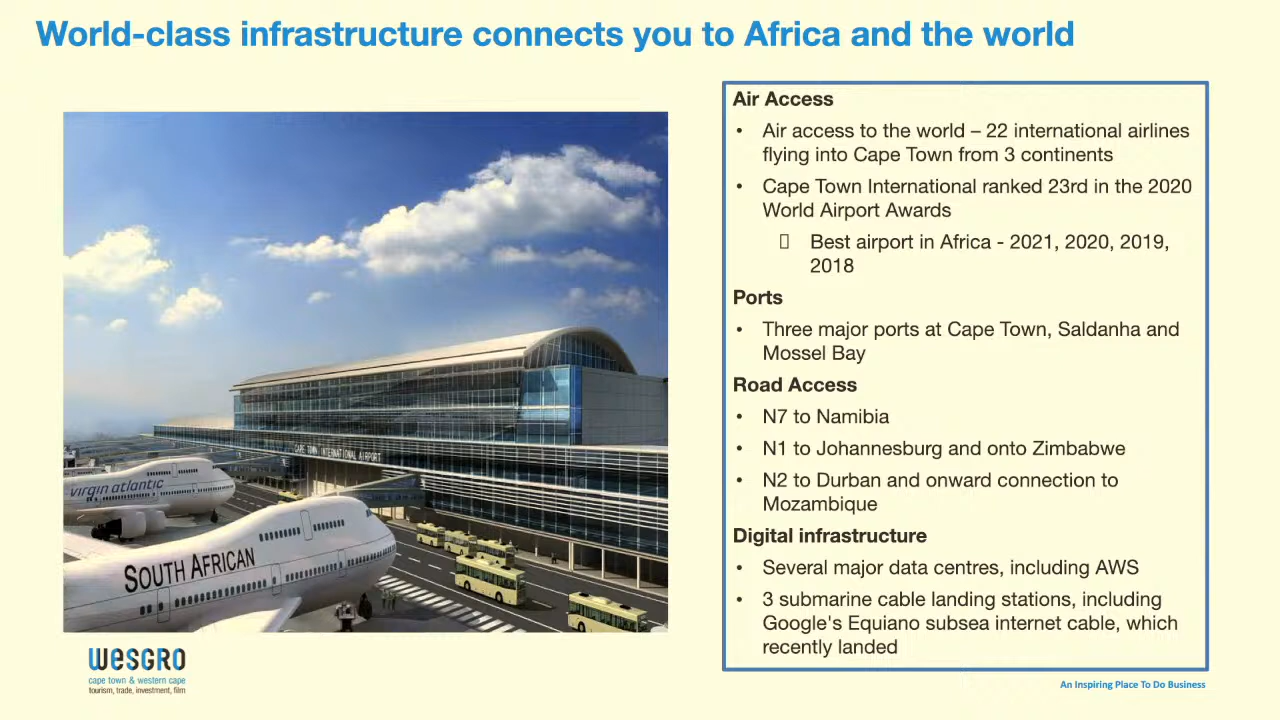 World-class infrastructure connects you to Africa and the world
Air Access
• Air access to the world – 22 international airlines
flying into Cape Town from 3 continents
• Cape Town International ranked 23rd in the 2020
World Airport Awards
Best airport in Africa - 2021, 2020, 2019,
2018
Ports
• Three major ports at Cape Town, Saldanha and
Mossel Bay
Road Access
• N7 to Namibia
• N1 to Johannesburg and onto Zimbabwe
• N2 to Durban and onward connection to
Mozambique
Digital infrastructure
• Several major data centres, including AWS
• 3 submarine cable landing stations, including
Google's Equiano subsea internet cable, which
recently landed
CAPE TOWN INTERNATIONAL AIRPORT
virgin atlantic
SOUTH AFRICAN
wesgro
cape town & western cape
tourism, trade, investment, film
An Inspiring Place To Do Business